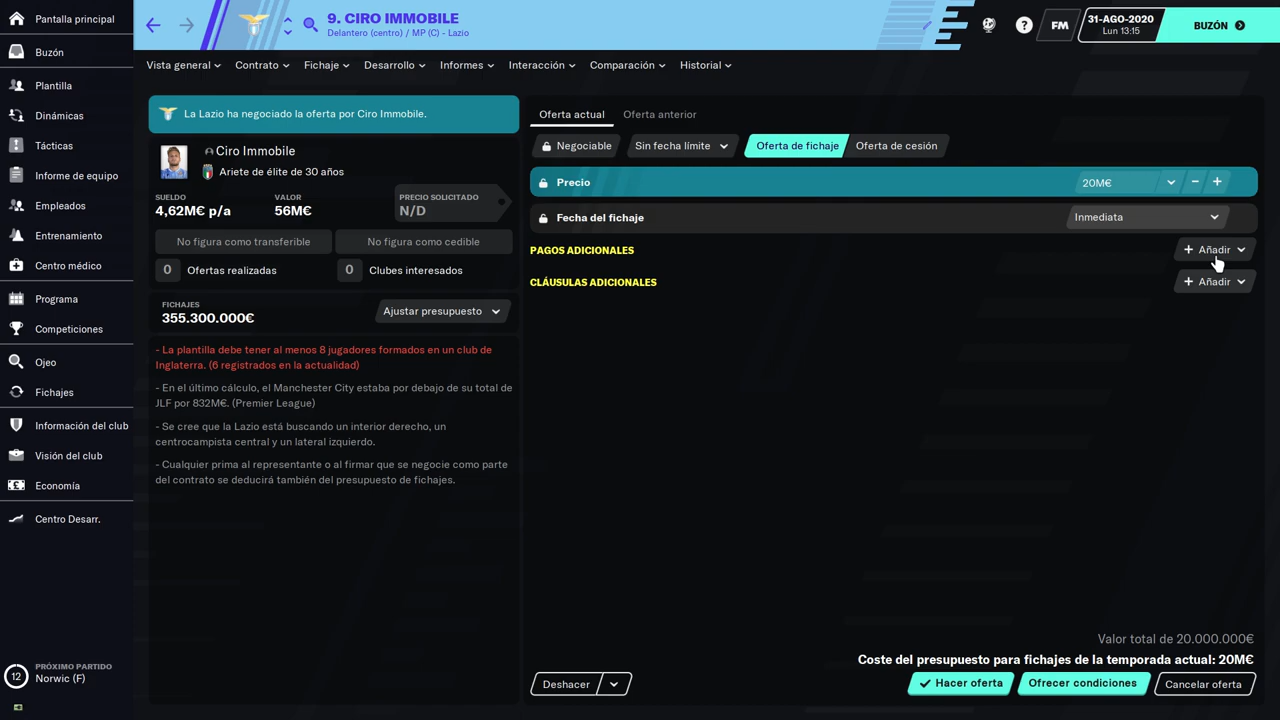 Pantalla principal
Buzón
Plantilla
Dinámicas
Tácticas
Informe de equipo
Empleados
Entrenamiento
Centro médico
Programa
Competiciones
Ojeo
Fichajes
Información del club
Visión del club
Economía
Centro Desarr.
12
PRÓXIMO PARTIDO
Norwic (F)
9. CIRO IMMOBILE
Delantero (centro) / MP (C) - Lazio
?
FM
31-AGO-2020
Lun 13:15
BUZÓN
Vista general
Contrato
Fichaje
Desarrollo
Informes
Interacción
Comparación
Historial
La Lazio ha negociado la oferta por Ciro Immobile.
Ciro Immobile
Ariete de élite de 30 años
SUELDO
4,62M€ p/a
VALOR
56M€
PRECIO SOLICITADO
N/D
No figura como transferible
No figura como cedible
0 Ofertas realizadas
0 Clubes interesados
FICHAJES
355.300.000€
Ajustar presupuesto
- La plantilla debe tener al menos 8 jugadores formados en un club de
Inglaterra. (6 registrados en la actualidad)
- En el último cálculo, el Manchester City estaba por debajo de su total de
JLF por 832M€. (Premier League)
- Se cree que la Lazio está buscando un interior derecho, un
centrocampista central y un lateral izquierdo.
- Cualquier prima al representante o al firmar que se negocie como parte
del contrato se deducirá también del presupuesto de fichajes.
Oferta actual
Oferta anterior
Negociable
Sin fecha límite
Oferta de fichaje
Oferta de cesión
Precio
20M€
- +
Fecha del fichaje
Inmediata
PAGOS ADICIONALES
+ Añadir
CLÁUSULAS ADICIONALES
+ Añadir
Valor total de 20.000.000€
Coste del presupuesto para fichajes de la temporada actual: 20M€
Deshacer
Hacer oferta
Ofrecer condiciones
Cancelar oferta